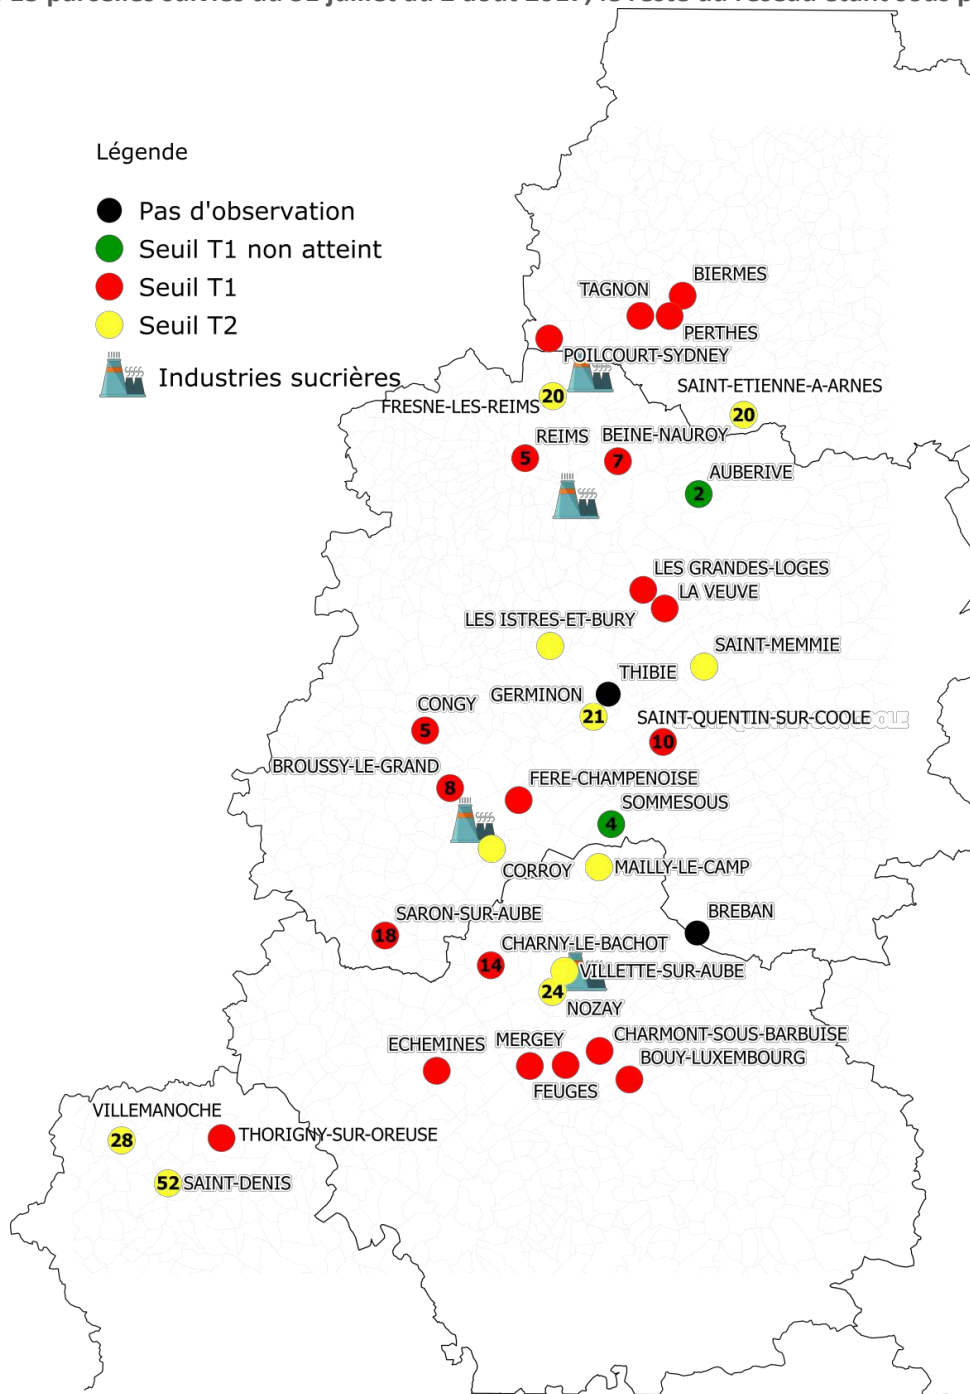 Légende
Pas d'observation
Seuil T1 non atteint
Seuil T1
Seuil T2
Industries sucrières
BIERMES
TAGNON
PERTHES
POILCOURT-SYDNEY
SAINT-ETIENNE-A-ARNES
20
FRESNE-LES-REIMS
20
REIMS
BEINE-NAUROY
5
7
AUBERIVE
2
LES GRANDES-LOGES
LA VEUVE
LES ISTRES-ET-BURY
SAINT-MEMMIE
THIBIE
GERMINON
21
CONGY
5
SAINT-QUENTIN-SUR-COOLE
10
BROUSSY-LE-GRAND
8
FERE-CHAMPENOISE
SOMMESOUS
4
CORROY
MAILLY-LE-CAMP
BREBAN
SARON-SUR-AUBE
18
CHARNY-LE-BACHOT
14
VILLETTE-SUR-AUBE
24
NOZAY
CHARMONT-SOUS-BARBUISE
ECHEMINES
MERGEY
BOUY-LUXEMBOURG
FEUGES
VILLEMANOCHE
28
THORIGNY-SUR-OREUSE
52
SAINT-DENIS